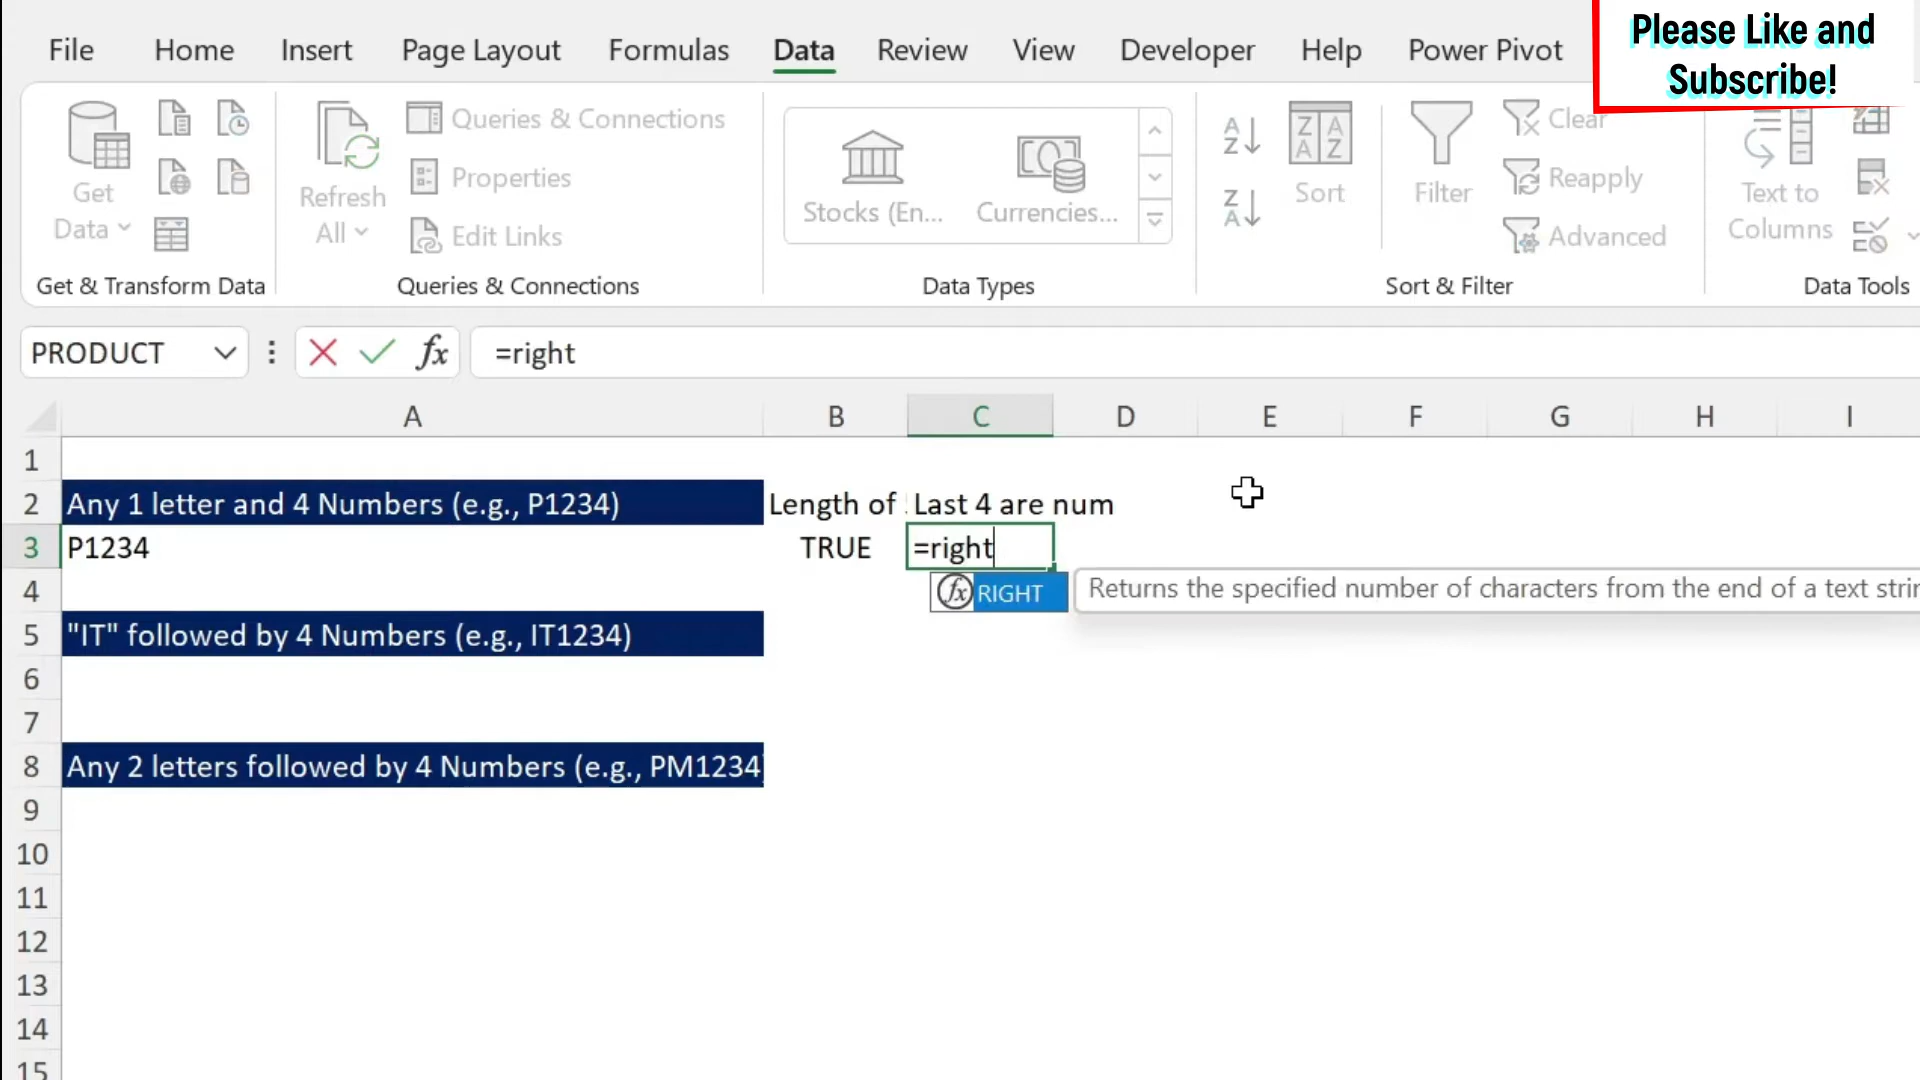 Please Like and
Subscribe!
File Home Insert Page Layout Formulas Data Review View Developer Help Power Pivot
Get
Data
Refresh
All
Queries & Connections
Properties
Edit Links
Stocks (En...
Currencies...
Sort
Filter
Clear
Reapply
Advanced
Text to
Columns
Get & Transform Data
Queries & Connections
Data Types
Sort & Filter
Data Tools
PRODUCT
fx
=right
A B C D E F G H I
1
2 Any 1 letter and 4 Numbers (e.g., P1234) Length of Last 4 are num
3 P1234 TRUE =right
fx RIGHT Returns the specified number of characters from the end of a text
4
5 "IT" followed by 4 Numbers (e.g., IT1234)
6
7
8 Any 2 letters followed by 4 Numbers (e.g., PM1234)
9
10
11
12
13
14
15